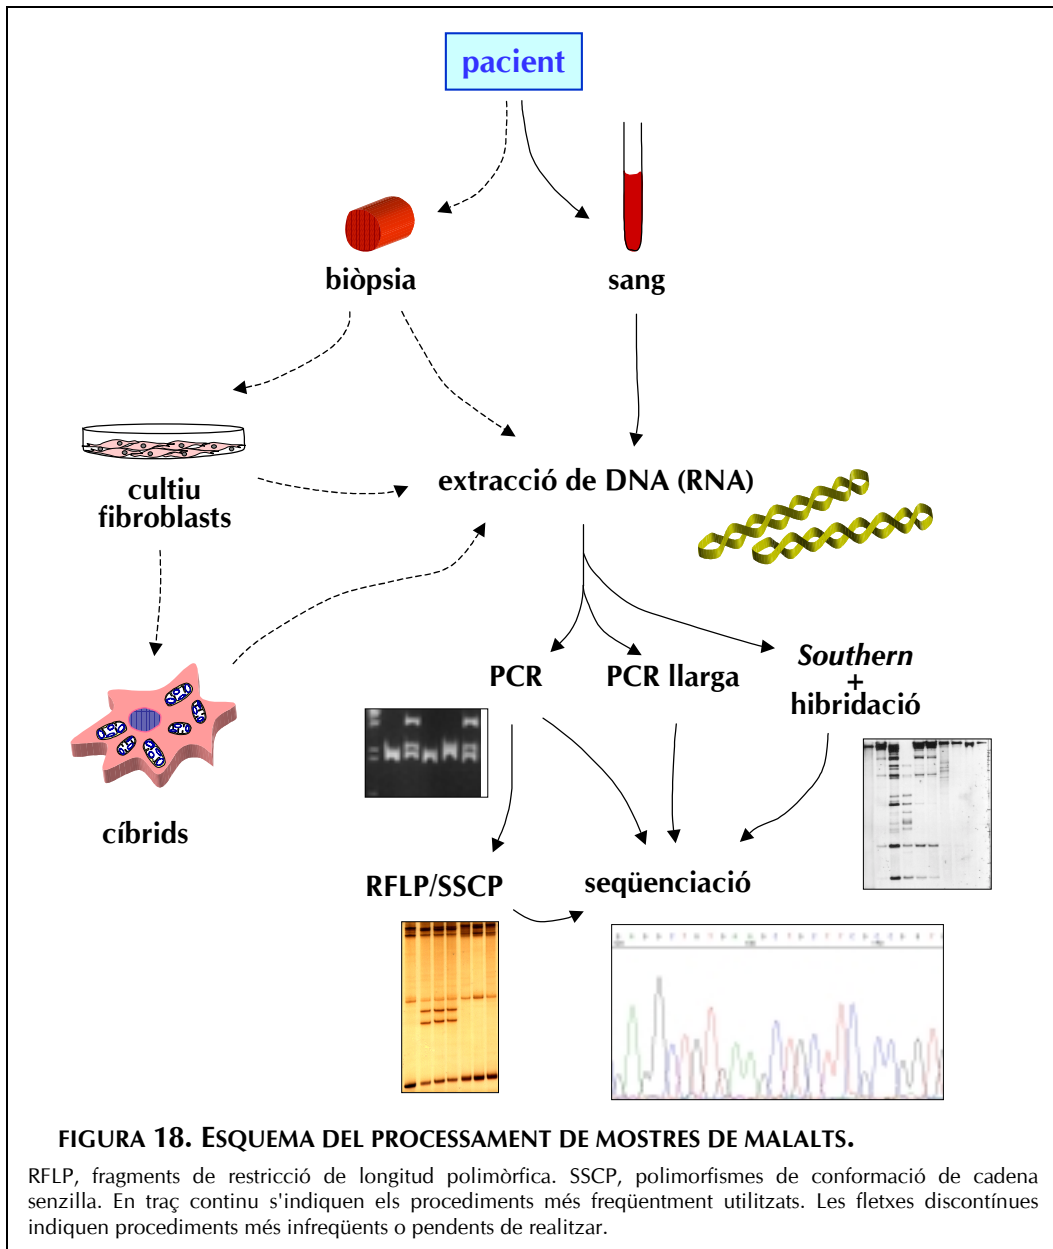 pacient
biòpsia
sang
cultiu
fibroblasts
extracció de DNA (RNA)
cíbrids
PCR
PCR llarga
Southern
+
hibridació
RFLP/SSCP
seqüenciació
FIGURA 18. ESQUEMA DEL PROCESSAMENT DE MOSTRES DE MALALTS.
RFLP, fragments de restricció de longitud polimòrfica. SSCP, polimorfismes de conformació de cadena
senzilla. En traç continu s'indiquen els procediments més freqüentment utilitzats. Les fletxes discontínues
indiquen procediments més infreqüents o pendents de realitzar.